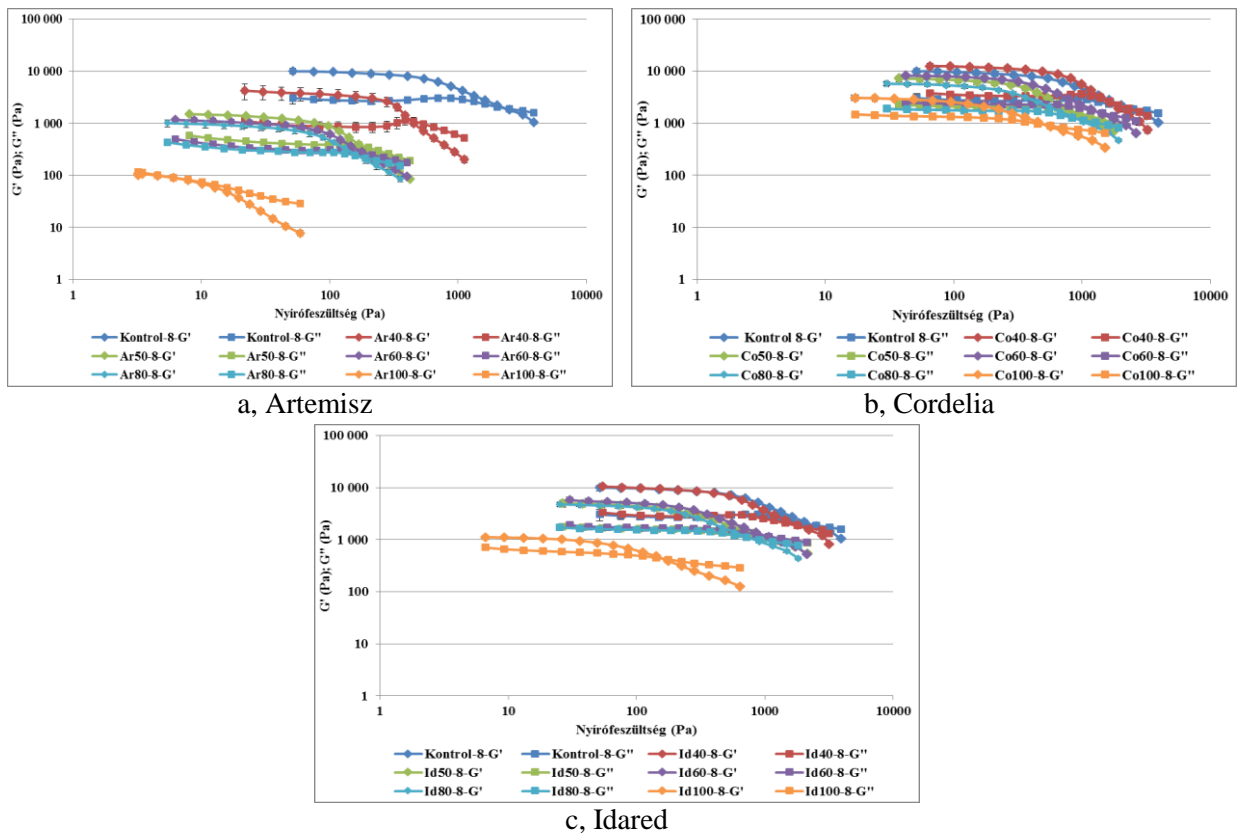 100 000
10 000
1 000
100
10
1
G' (Pa); G'' (Pa)
1 10 100 1000 10000
Nyírófeszültség (Pa)
Kontrol-8-G' Kontrol-8-G'' Ar40-8-G' Ar40-8-G''
Ar50-8-G' Ar50-8-G'' Ar60-8-G' Ar60-8-G''
Ar80-8-G' Ar80-8-G'' Ar100-8-G' Ar100-8-G''
a, Artemisz
100 000
10 000
1 000
100
10
1
G' (Pa); G'' (Pa)
1 10 100 1000 10000
Nyírófeszültség (Pa)
Kontrol 8-G' Kontrol 8-G'' Co40-8-G' Co40-8-G''
Co50-8-G' Co50-8-G'' Co60-8-G' Co60-8-G''
Co80-8-G' Co80-8-G'' Co100-8-G' Co100-8-G''
b, Cordelia
100 000
10 000
1 000
100
10
1
G' (Pa); G'' (Pa)
1 10 100 1000 10000
Nyírófeszültség (Pa)
Kontrol-8-G' Kontrol-8-G'' Id40-8-G' Id40-8-G''
Id50-8-G' Id50-8-G'' Id60-8-G' Id60-8-G''
Id80-8-G' Id80-8-G'' Id100-8-G' Id100-8-G''
c, Idared